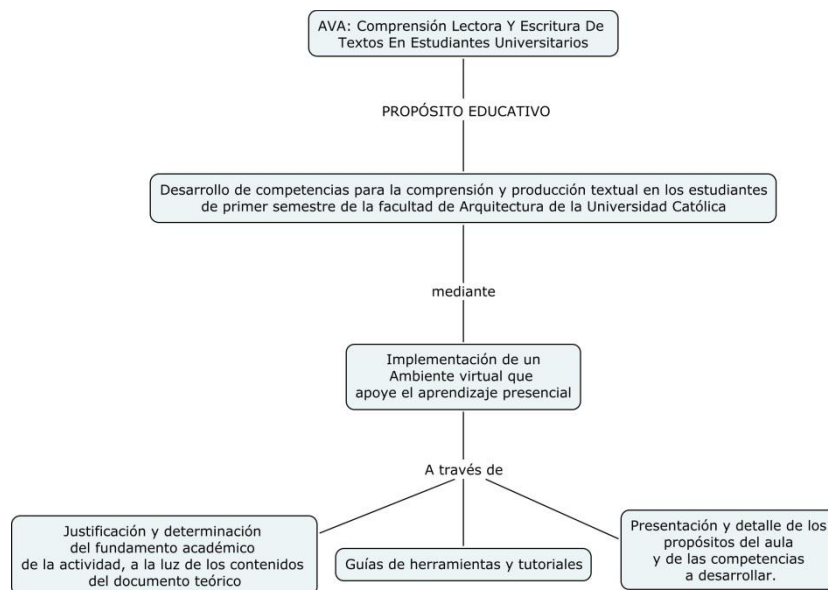 AVA: Comprensión Lectora Y Escritura De
Textos En Estudiantes Universitarios
PROPÓSITO EDUCATIVO
Desarrollo de competencias para la comprensión y producción textual en los estudiantes
de primer semestre de la facultad de Arquitectura de la Universidad Católica
mediante
Implementación de un
Ambiente virtual que
apoye el aprendizaje presencial
A través de
Justificación y determinación
del fundamento académico
de la actividad, a la luz de los contenidos
del documento teórico
Guías de herramientas y tutoriales
Presentación y detalle de los
propósitos del aula
y de las competencias
a desarrollar.